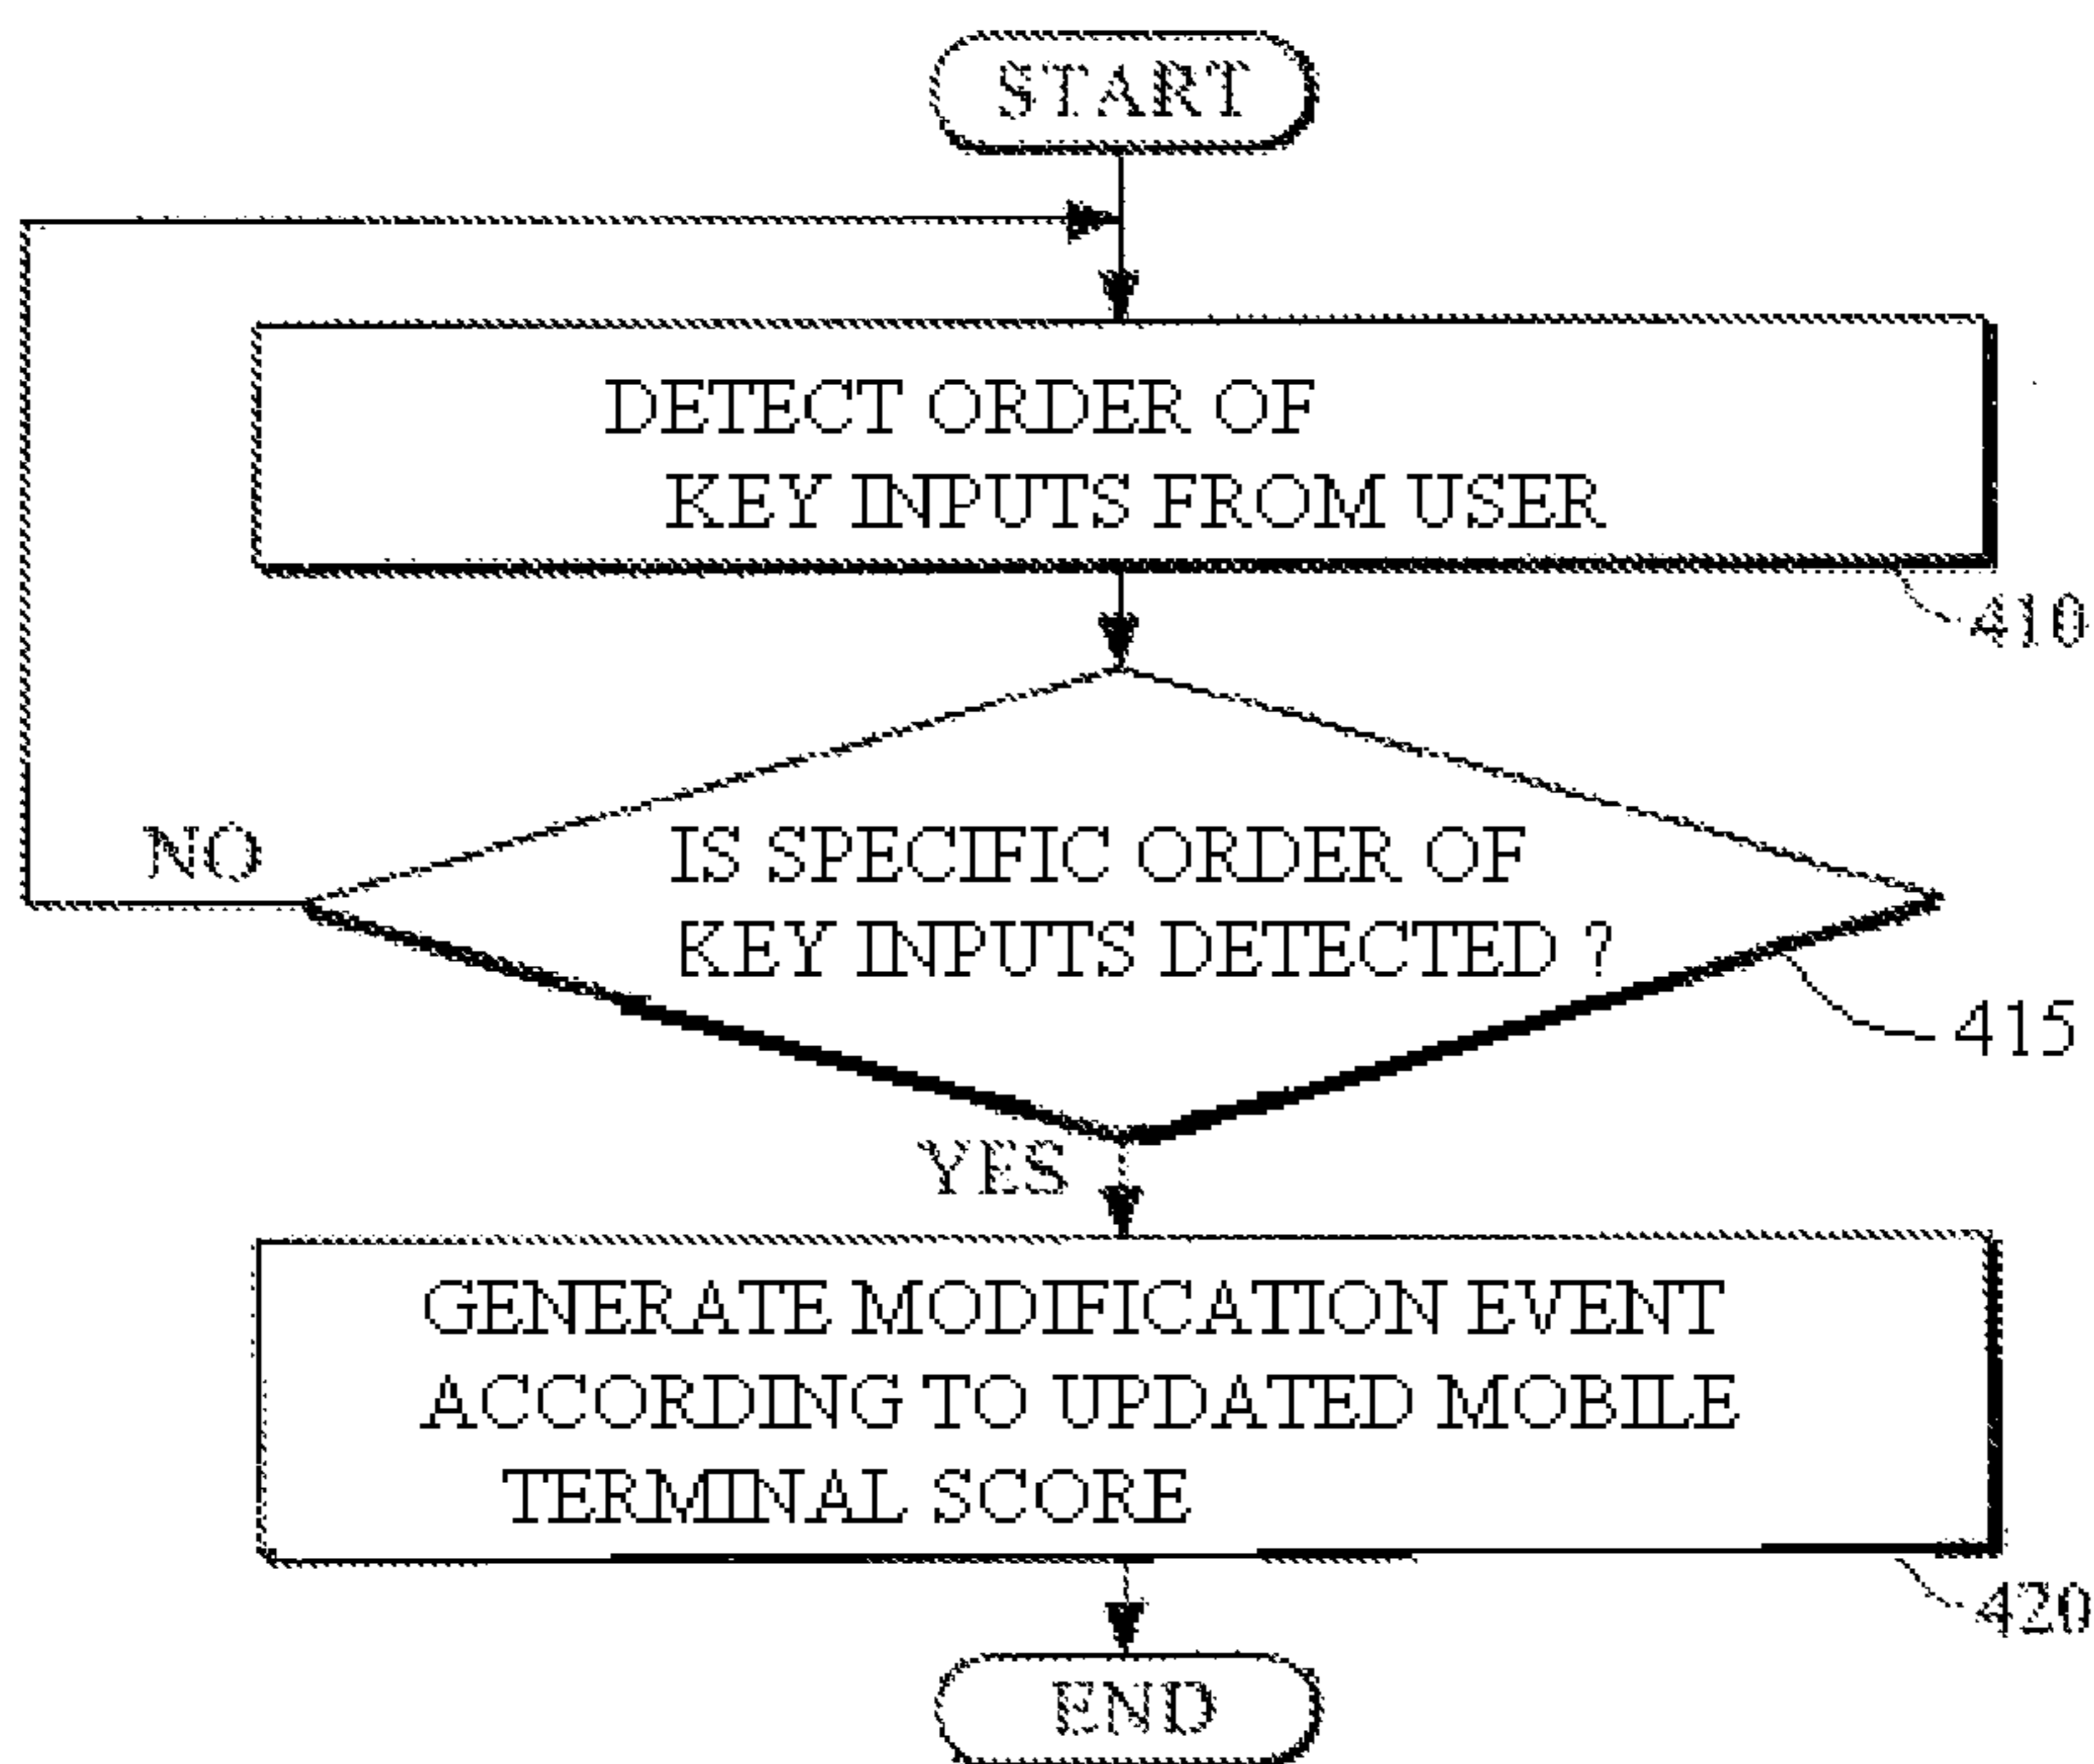 START
DETECT ORDER OF
KEY INPUTS FROM USER
410
NO
IS SPECIFIC ORDER OF
KEY INPUTS DETECTED ?
415
YES
GENERATE MODIFICATION EVENT
ACCORDING TO UPDATED MOBILE
TERMINAL SCORE
420
END